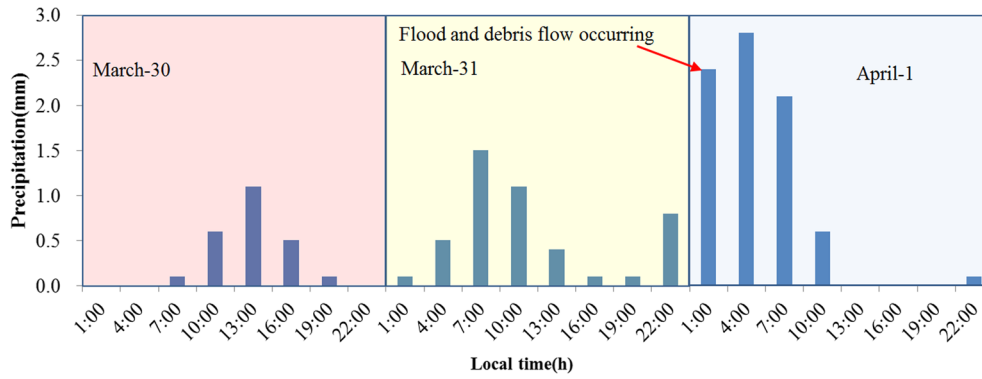 3.0
2.5
2.0
1.5
1.0
0.5
0.0
Precipitation(mm)
March-30
Flood and debris flow occurring
March-31
April-1
1:00 4:00 7:00 10:00 13:00 16:00 19:00 22:00 1:00 4:00 7:00 10:00 13:00 16:00 19:00 22:00 1:00 4:00 7:00 10:00 13:00 16:00 19:00 22:00
Local time(h)